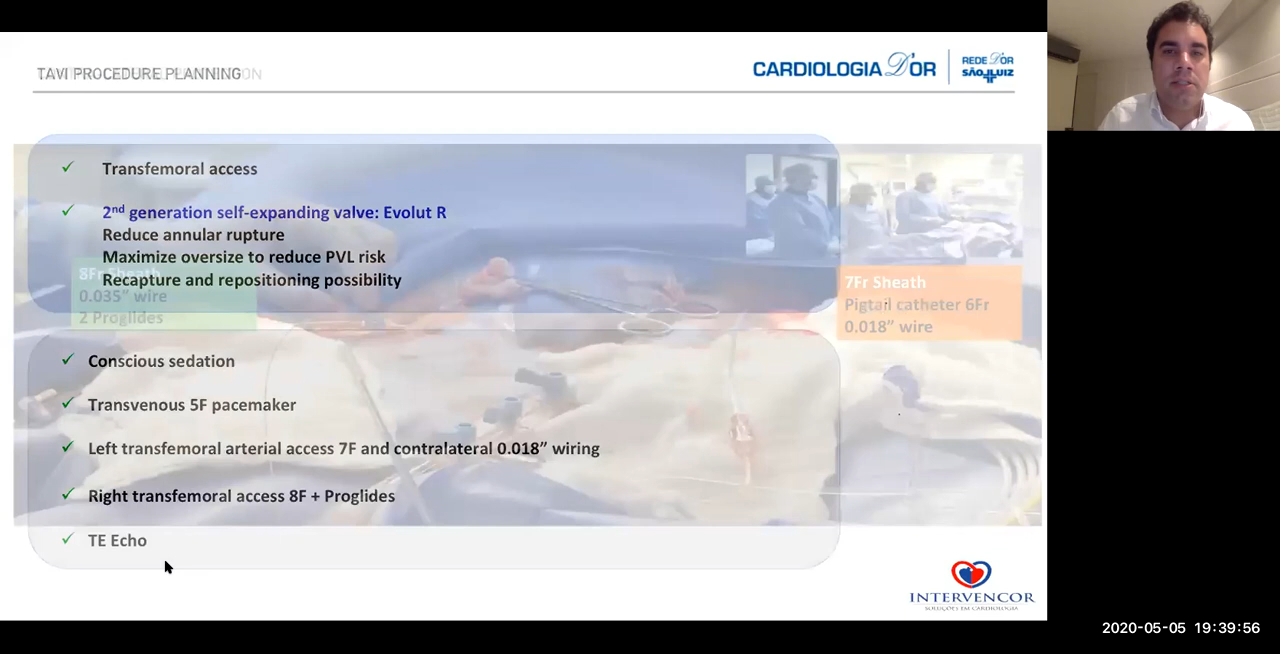 TAVI PROCEDURE PLANNING
CARDIOLOGIA D'OR
REDE D'OR
SÃO LUIZ
Transfemoral access
2nd generation self-expanding valve: Evolut R
Reduce annular rupture
Maximize oversize to reduce PVL risk
Recapture and repositioning possibility
8Fr Sheath
0.035” wire
2 Proglides
7Fr Sheath
Pigtail catheter 6Fr
0.018” wire
Conscious sedation
Transvenous 5F pacemaker
Left transfemoral arterial access 7F and contralateral 0.018” wiring
Right transfemoral access 8F + Proglides
TE Echo
INTERVENCOR
SOLUÇÕES EM CARDIOLOGIA
2020-05-05 19:39:56